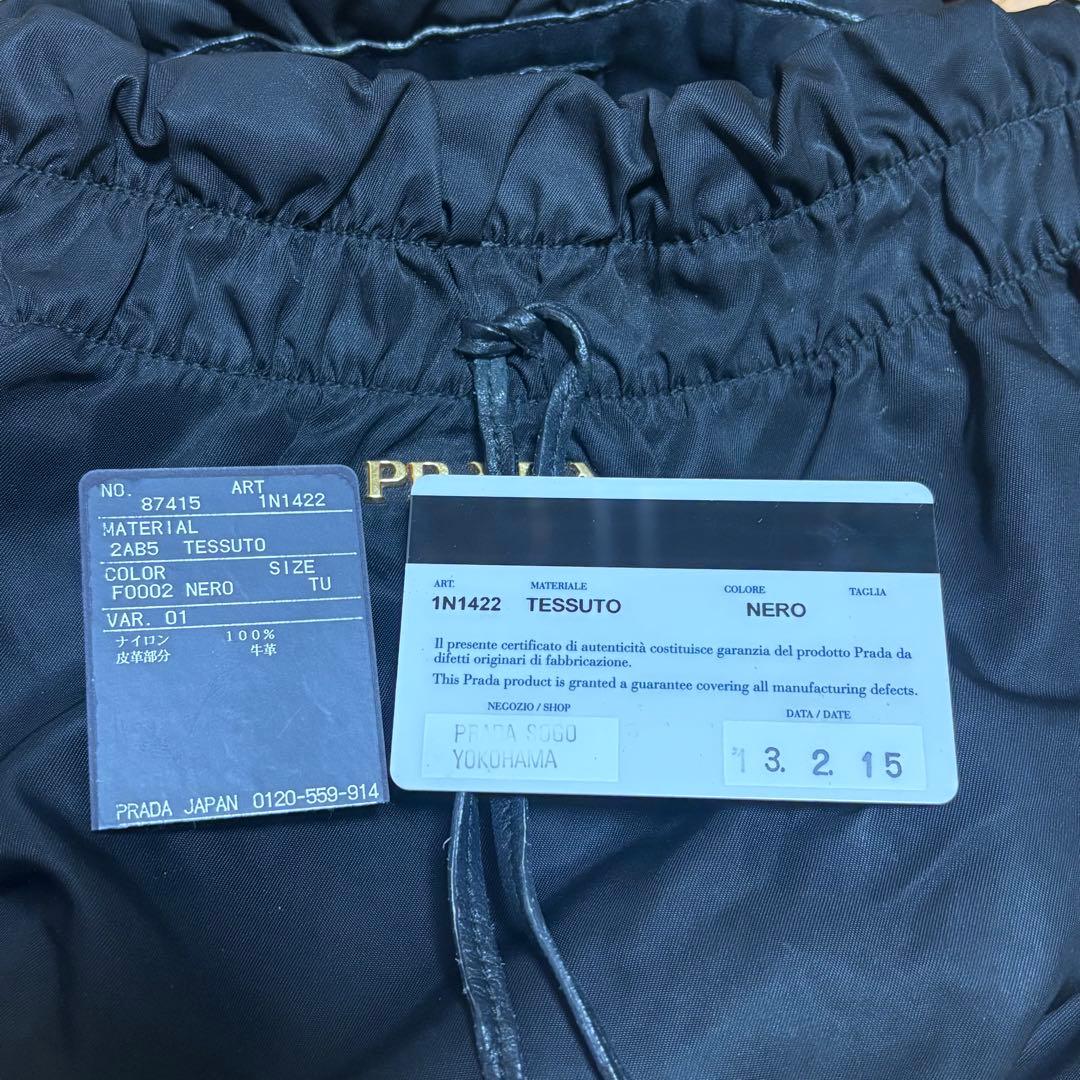 PRADA
NO. ART
87415 1N1422
MATERIAL
2AB5 TESSUTO
COLOR SIZE
F0002 NERO TU
VAR. 01
ナイロン 100%
皮革部分 牛革
PRADA JAPAN 0120-559-914
ART. MATERIALE COLORE TAGLIA
1N1422 TESSUTO NERO
Il presente certificato di autenticità costituisce garanzia del prodotto Prada da
difetti originari di fabbricazione.
This Prada product is granted a guarantee covering all manufacturing defects.
NEGOZIO / SHOP DATA / DATE
PRADA SOGO
YOKOHAMA
'13. 2. 15